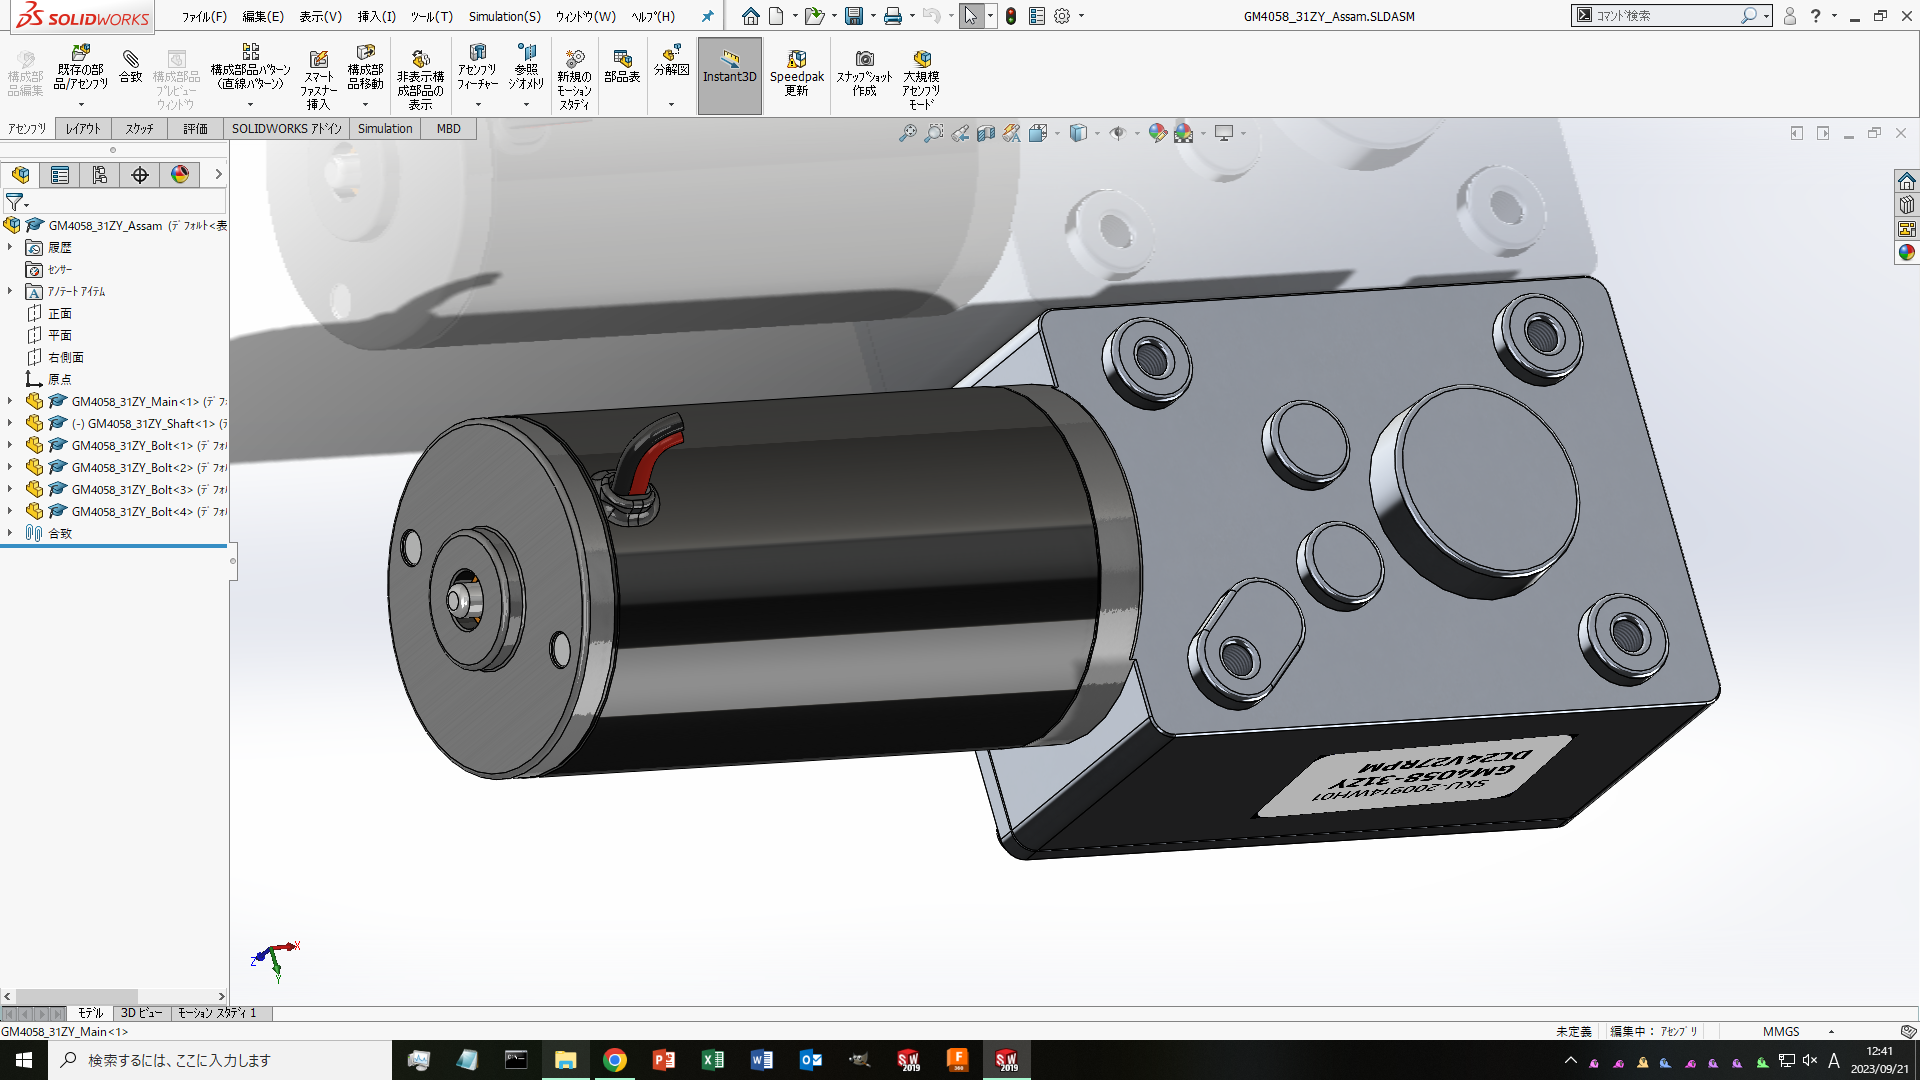 SOLIDWORKS
ファイル(F) 編集(E) 表示(V) 挿入(I) ツール(T) Simulation(S) ウィンドウ(W) ヘルプ(H)
GM4058_31ZY_Assam.SLDASM
コマンド検索
構成部品編集
既存の部品/アセンブリ
合致
構成部品プレビューウィンドウ
構成部品パターン(直線パターン)
スマートファスナー挿入
構成部品移動
非表示構成部品の表示
アセンブリフィーチャー
参照ジオメトリ
新規のモーションスタディ
部品表
分解図
Instant3D
Speedpak更新
スナップショット作成
大規模アセンブリモード
アセンブリ レイアウト スケッチ 評価 SOLIDWORKS アドイン Simulation MBD
GM4058_31ZY_Assam (デフォルト<表
履歴
センサー
アノテート アイテム
正面
平面
右側面
原点
GM4058_31ZY_Main<1> (デフ
(-) GM4058_31ZY_Shaft<1> (デ
GM4058_31ZY_Bolt<1> (デフォ
GM4058_31ZY_Bolt<2> (デフォ
GM4058_31ZY_Bolt<3> (デフォ
GM4058_31ZY_Bolt<4> (デフォ
合致
SKU-200914WH01
GM4058-31ZY
DC24V27RPM
X
Y
Z
モデル 3D ビュー モーション スタディ 1
GM4058_31ZY_Main<1>
未定義 編集中： アセンブリ MMGS
検索するには、ここに入力します
A
12:41
2023/09/21